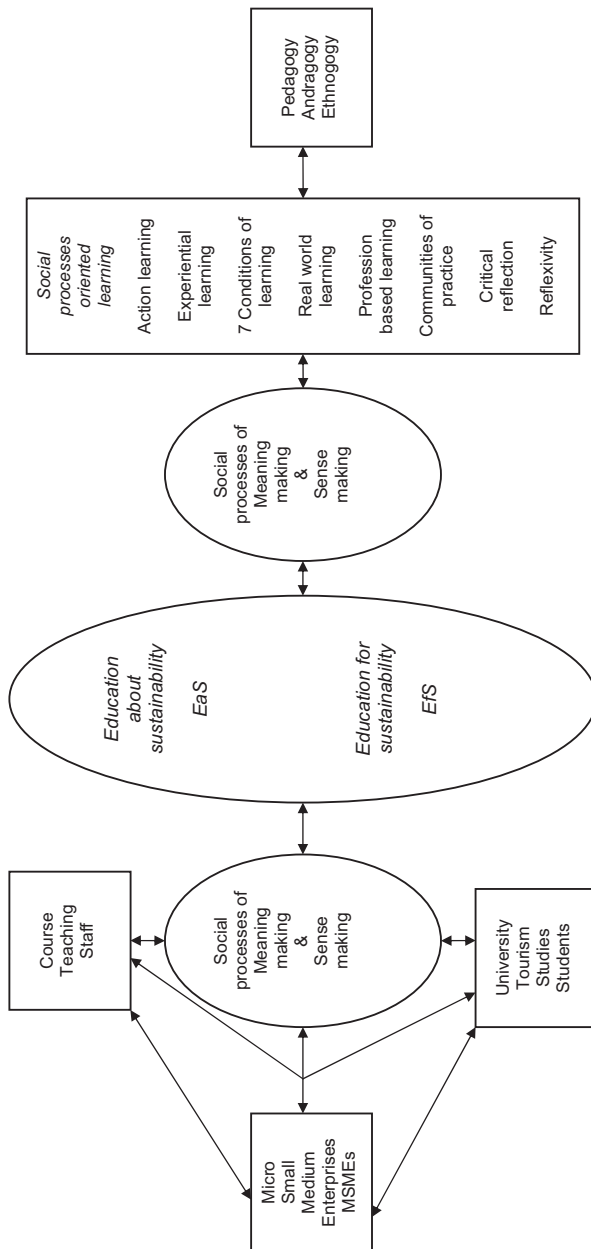 Course
Teaching
Staff
Micro
Small
Medium
Enterprises
MSMEs
University
Tourism
Studies
Students
Social
processes of
Meaning
making
&
Sense
making
Education
about
sustainability
EaS
Education for
sustainability
EfS
Social
processes of
Meaning
making
&
Sense
making
Social
processes
oriented
learning
Action learning
Experiential
learning
7 Conditions of
learning
Real world
learning
Profession
based learning
Communities of
practice
Critical
reflection
Reflexivity
Pedagogy
Andragogy
Ethnogogy